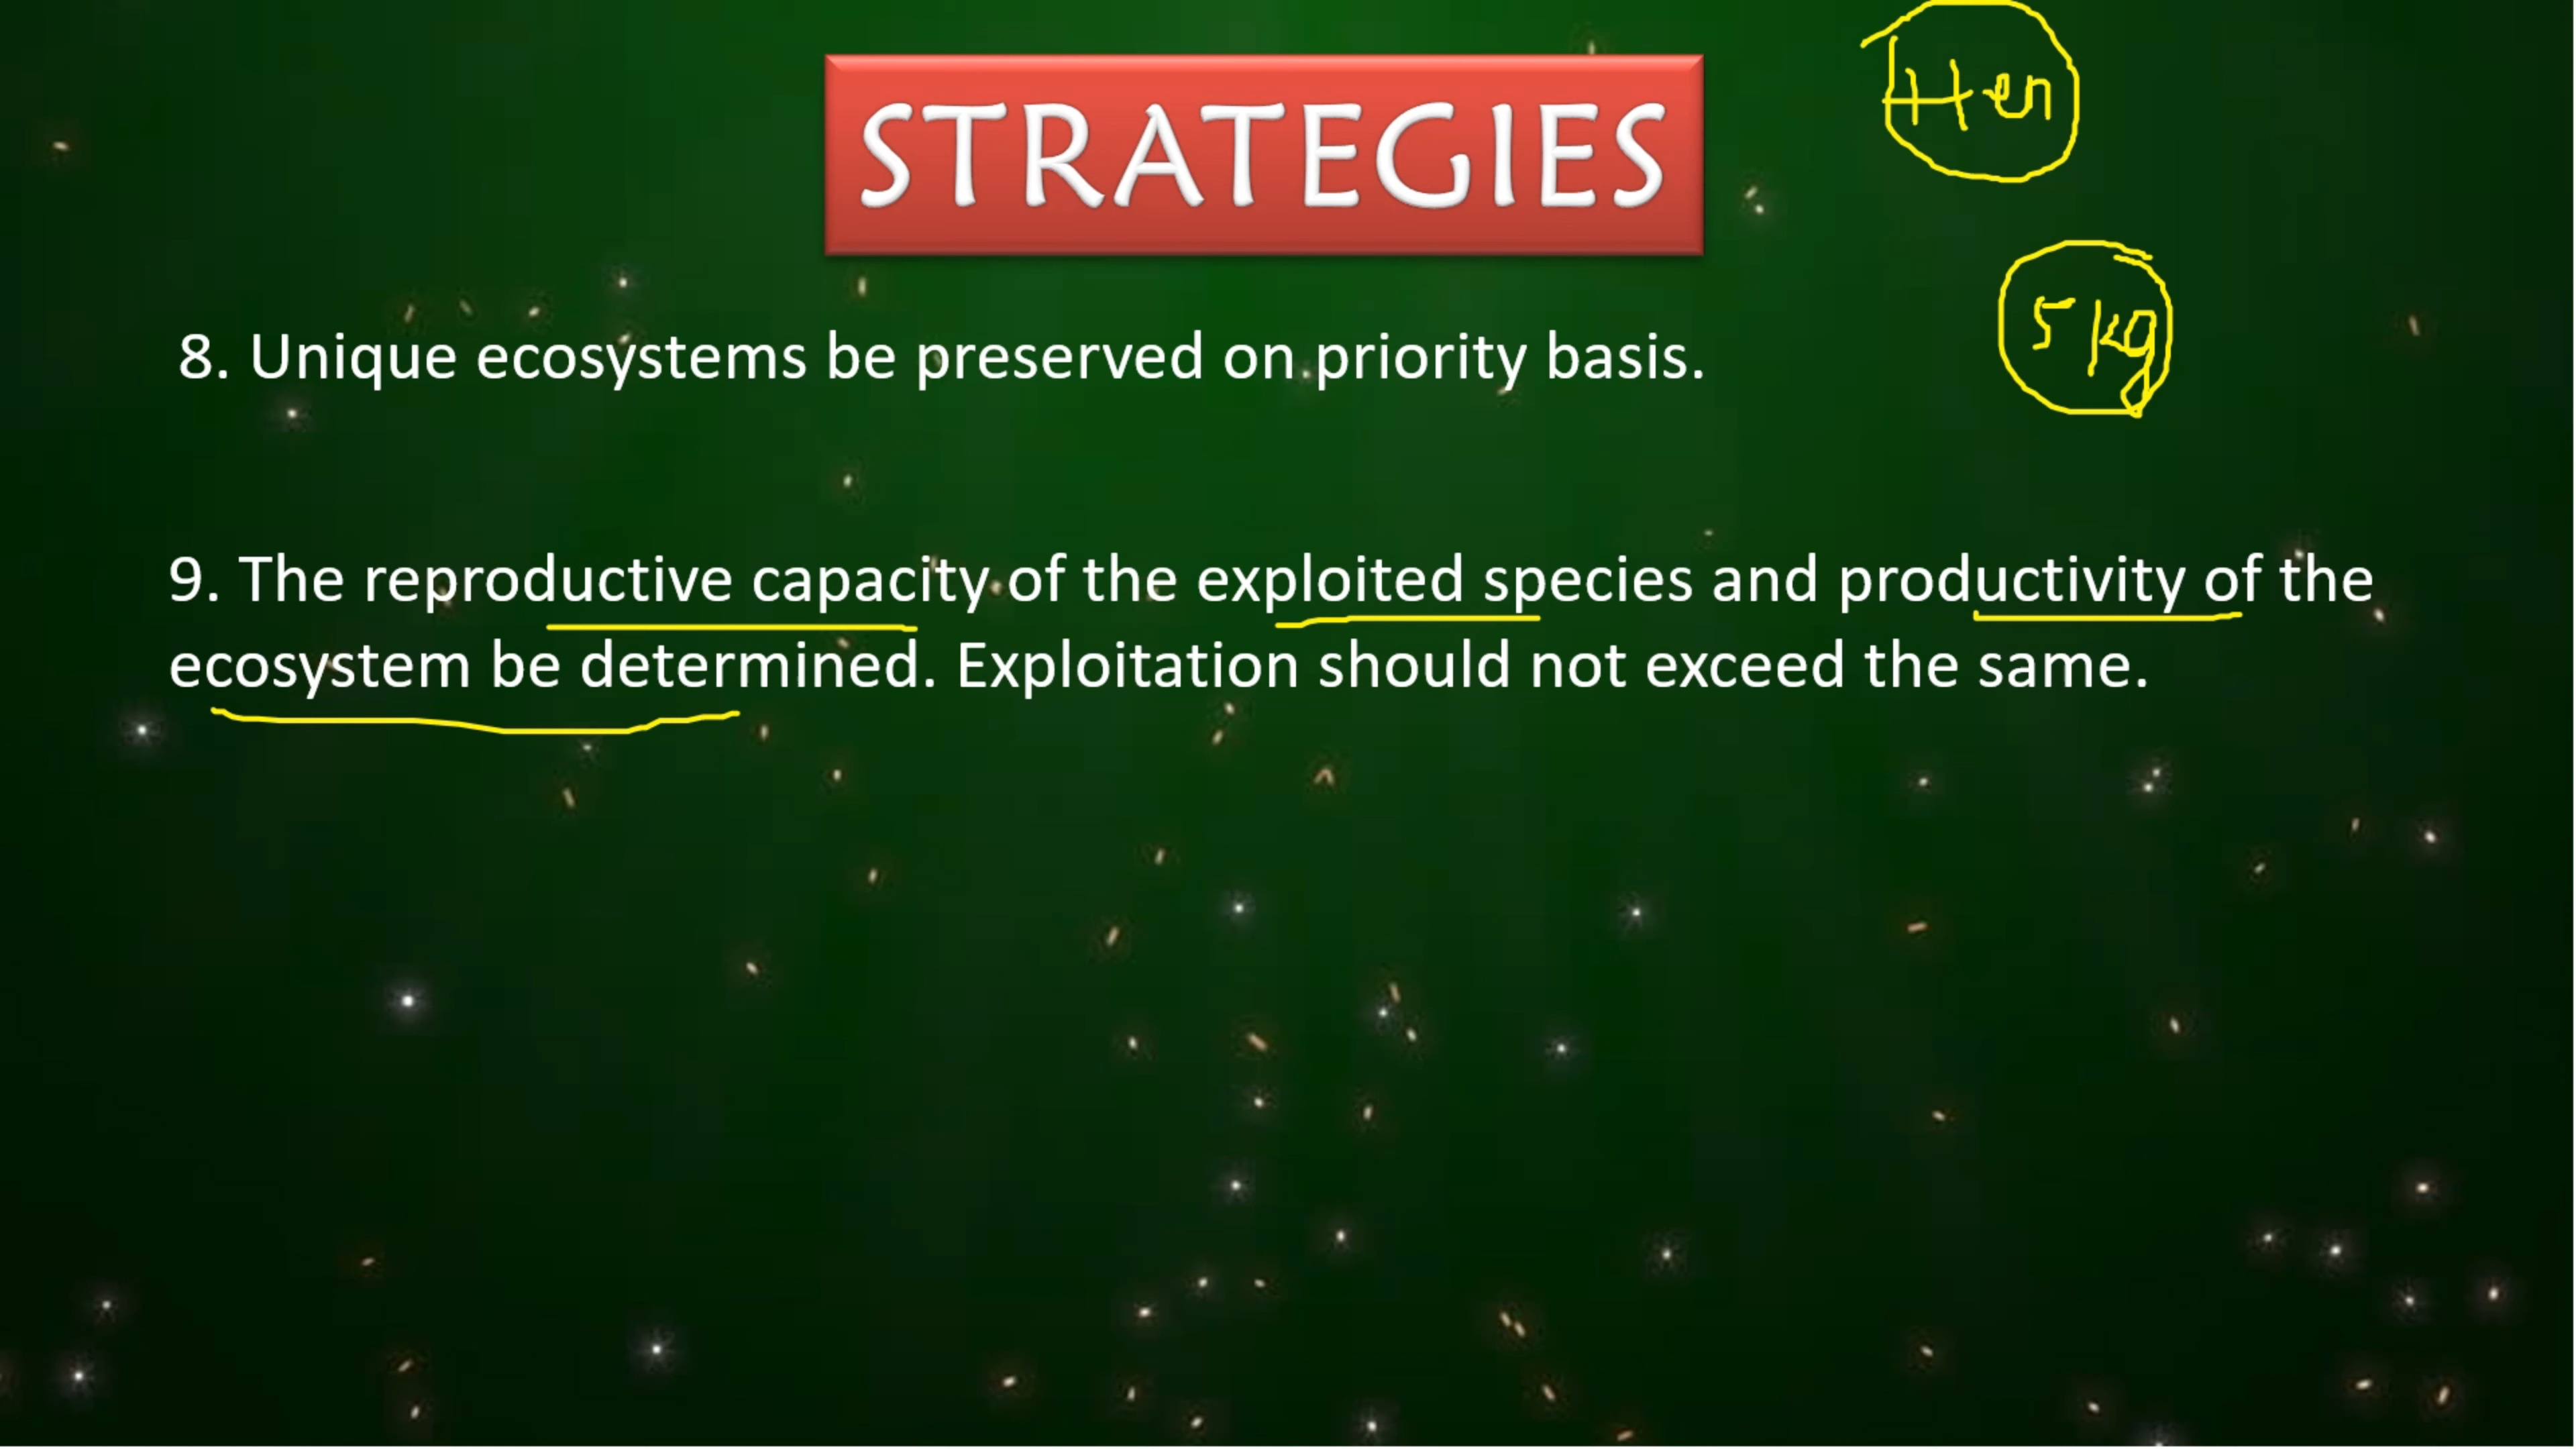 STRATEGIES
Hen
5 kg
8. Unique ecosystems be preserved on priority basis.
9. The reproductive capacity of the exploited species and productivity of the
ecosystem be determined. Exploitation should not exceed the same.